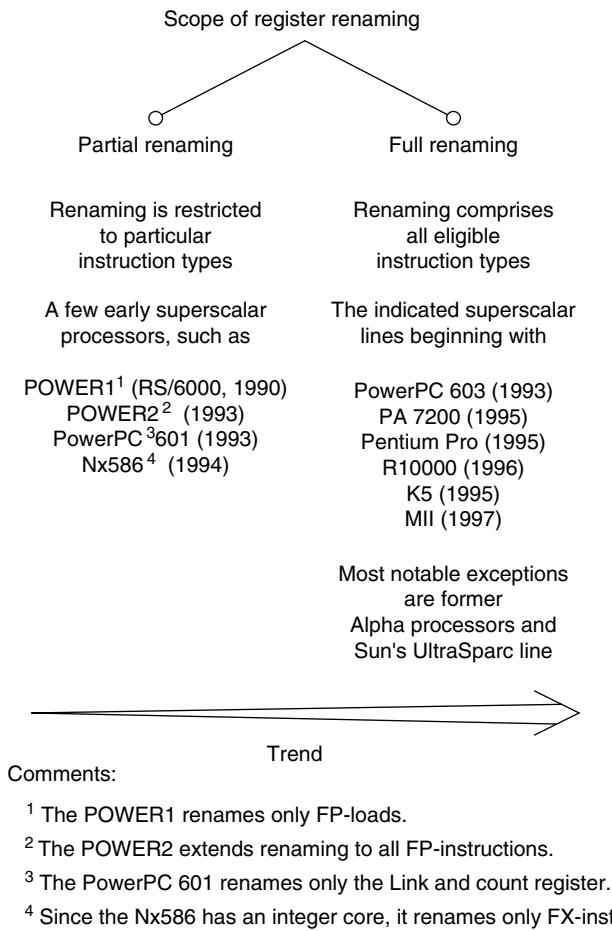 Scope of register renaming
Partial renaming
Renaming is restricted
to particular
instruction types
A few early superscalar
processors, such as
POWER1¹ (RS/6000, 1990)
POWER2² (1993)
PowerPC³601 (1993)
Nx586⁴ (1994)
Full renaming
Renaming comprises
all eligible
instruction types
The indicated superscalar
lines beginning with
PowerPC 603 (1993)
PA 7200 (1995)
Pentium Pro (1995)
R10000 (1996)
K5 (1995)
MII (1997)
Most notable exceptions
are former
Alpha processors and
Sun's UltraSparc line
Trend
Comments:
¹ The POWER1 renames only FP-loads.
² The POWER2 extends renaming to all FP-instructions.
³ The PowerPC 601 renames only the Link and count register.
⁴ Since the Nx586 has an integer core, it renames only FX-inst